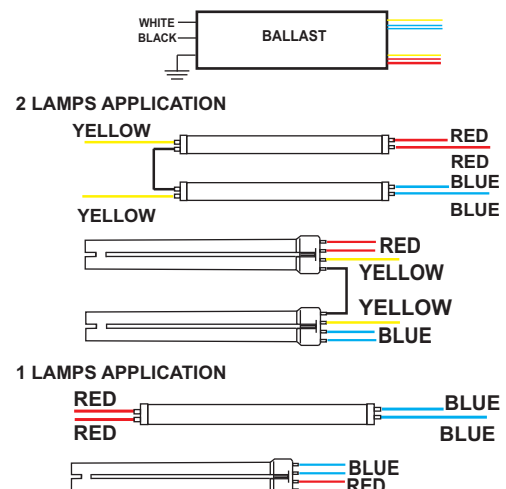 WHITE
BLACK
BALLAST
2 LAMPS APPLICATION
YELLOW
RED
RED
BLUE
YELLOW
BLUE
RED
YELLOW
YELLOW
BLUE
1 LAMPS APPLICATION
RED
BLUE
RED
BLUE
BLUE
RED